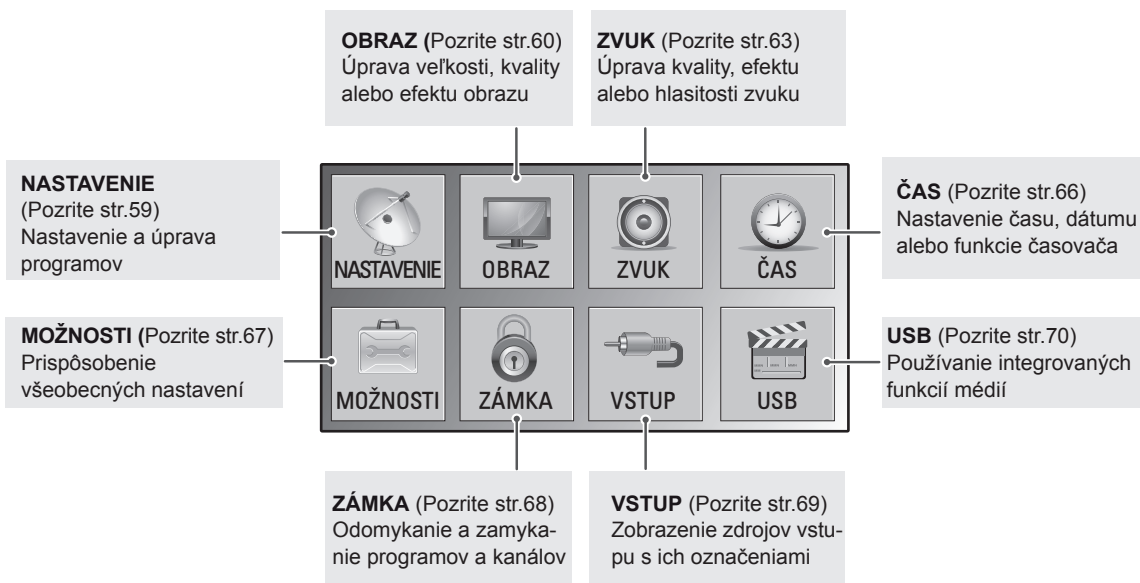 OBRAZ (Pozrite str.60)
Úprava veľkosti, kvality
alebo efektu obrazu
ZVUK (Pozrite str.63)
Úprava kvality, efektu
alebo hlasitosti zvuku
NASTAVENIE
(Pozrite str.59)
Nastavenie a úprava
programov
ČAS (Pozrite str.66)
Nastavenie času, dátumu
alebo funkcie časovača
NASTAVENIE
OBRAZ
ZVUK
ČAS
MOŽNOSTI (Pozrite str.67)
Prispôsobenie
všeobecných nastavení
USB (Pozrite str.70)
Používanie integrovaných
funkcií médií
MOŽNOSTI
ZÁMKA
VSTUP
USB
ZÁMKA (Pozrite str.68)
Odomykanie a zamyka-
nie programov a kanálov
VSTUP (Pozrite str.69)
Zobrazenie zdrojov vstu-
pu s ich označeniami